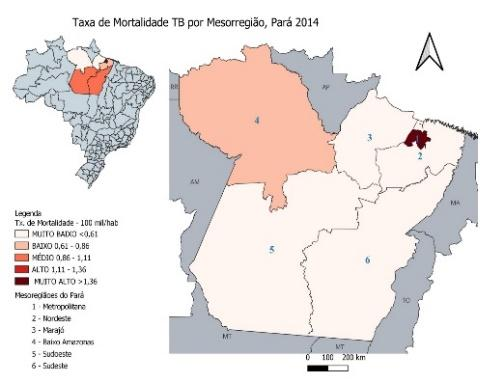 Taxa de Mortalidade TB por Mesorregião, Pará 2014
RR
AP
AM
MA
TO
MT
MT
4
3
2
5
6
Legenda
Tx. de Mortalidade - 100 mil/hab
MUITO BAIXO <0,61
BAIXO 0,61 - 0,86
MÉDIO 0,86 - 1,11
ALTO 1,11 - 1,36
MUITO ALTO >1,36
Mesoregiões do Pará
1 - Metropolitana
2 - Nordeste
3 - Marajó
4 - Baixo Amazonas
5 - Sudoeste
6 - Sudeste
0 100 200 km